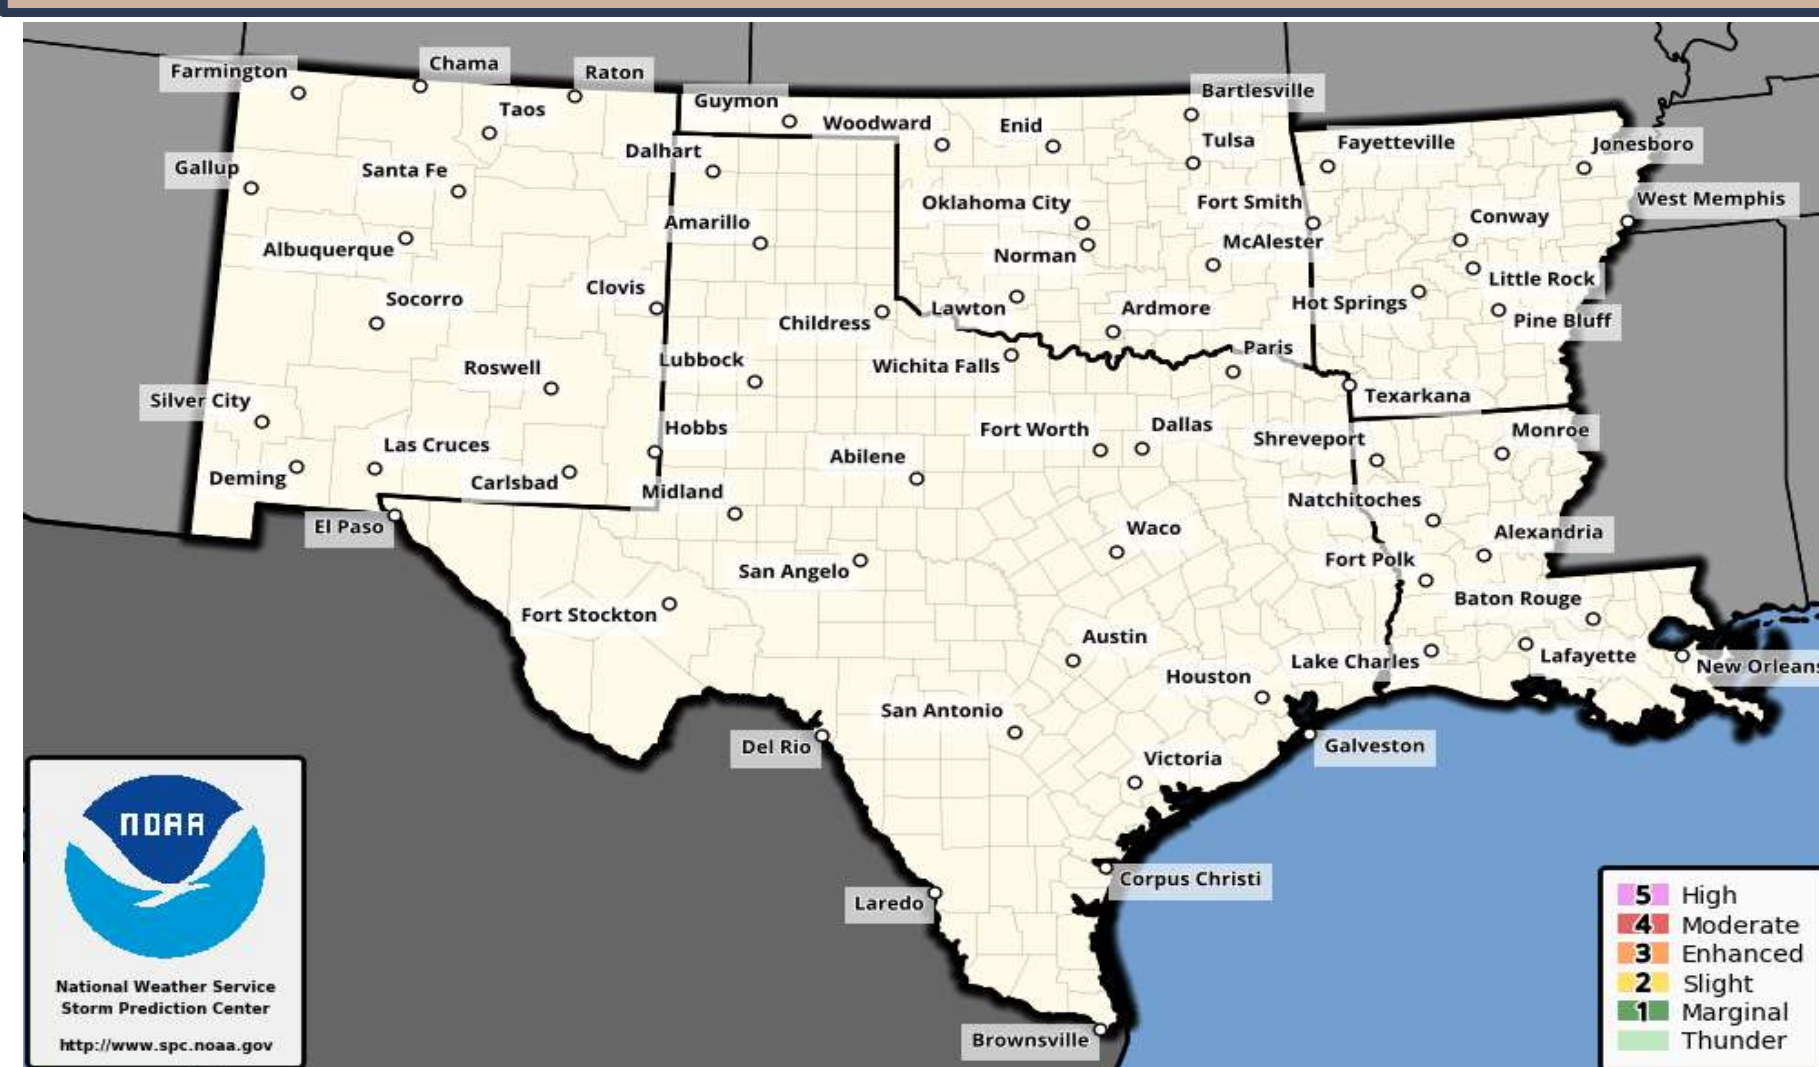 Farmington
Chama
Raton
Taos
Guymon
Woodward
Enid
Bartlesville
Tulsa
Fayetteville
Jonesboro
Gallup
Santa Fe
Dalhart
Oklahoma City
Fort Smith
Conway
West Memphis
Albuquerque
Amarillo
Norman
McAlester
Little Rock
Socorro
Clovis
Childress
Lawton
Ardmore
Hot Springs
Pine Bluff
Roswell
Lubbock
Wichita Falls
Paris
Texarkana
Silver City
Las Cruces
Hobbs
Abilene
Fort Worth
Dallas
Shreveport
Monroe
Deming
Carlsbad
Midland
Natchitoches
El Paso
San Angelo
Waco
Alexandria
Fort Polk
Fort Stockton
Austin
Baton Rouge
Houston
Lake Charles
Lafayette
New Orleans
San Antonio
Del Rio
Victoria
Galveston
Laredo
Corpus Christi
Brownsville
NOAA
National Weather Service
Storm Prediction Center
http://www.spc.noaa.gov
5 High
4 Moderate
3 Enhanced
2 Slight
1 Marginal
Thunder